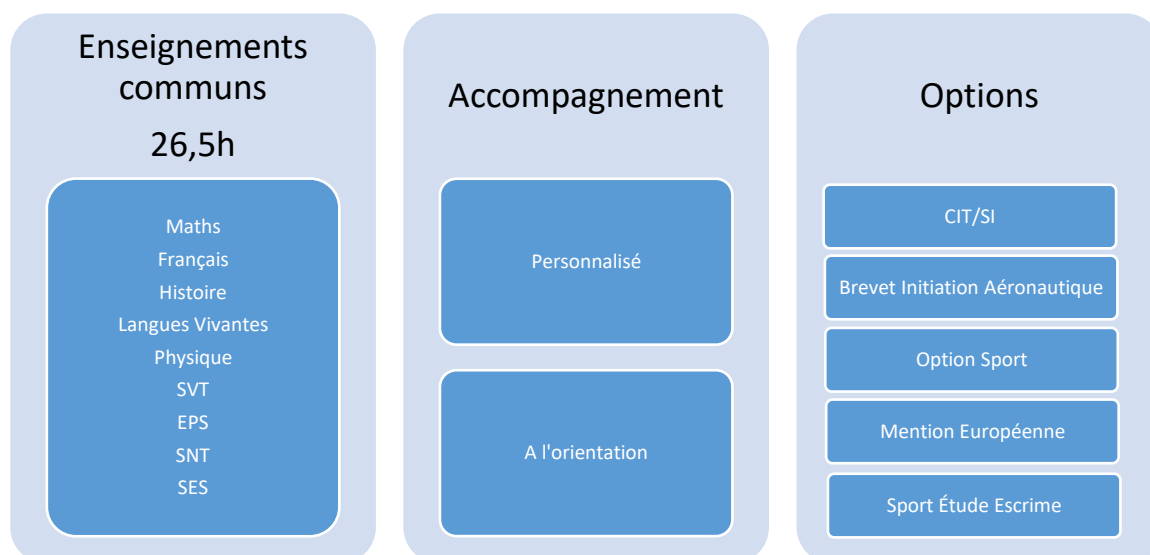 Enseignements
communs
26,5h
Maths
Français
Histoire
Langues Vivantes
Physique
SVT
EPS
SNT
SES
Accompagnement
Personnalisé
A l'orientation
Options
CIT/SI
Brevet Initiation Aéronautique
Option Sport
Mention Européenne
Sport Étude Escrime